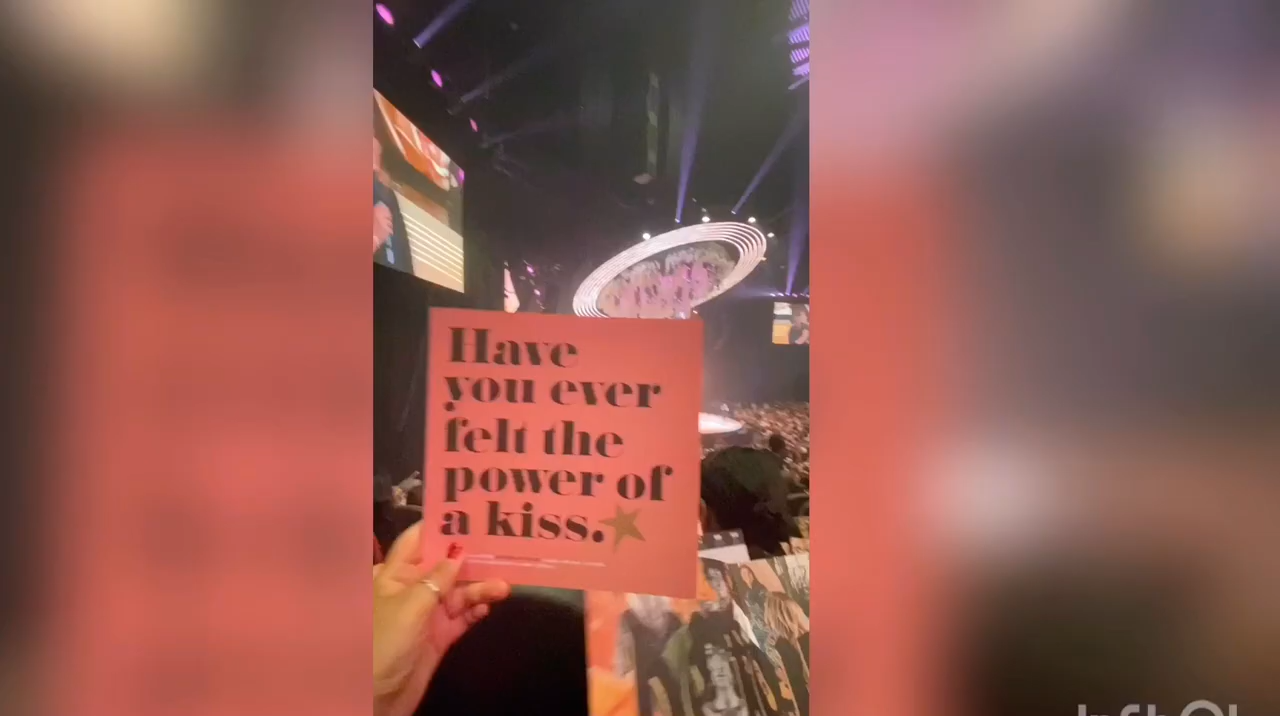 Have
you ever
felt the
power of
a kiss.